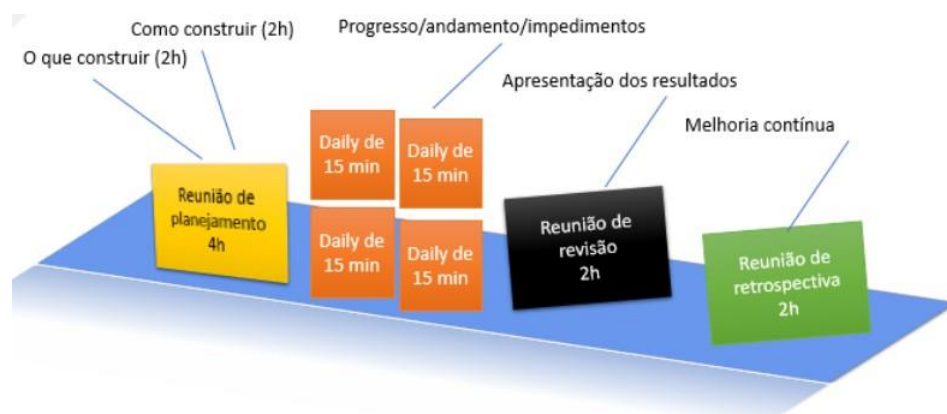 Como construir (2h)
O que construir (2h)
Progresso/andamento/impedimentos
Apresentação dos resultados
Melhoria contínua
Reunião de
planejamento
4h
Daily de
15 min
Daily de
15 min
Daily de
15 min
Daily de
15 min
Reunião de
revisão
2h
Reunião de
retrospectiva
2h